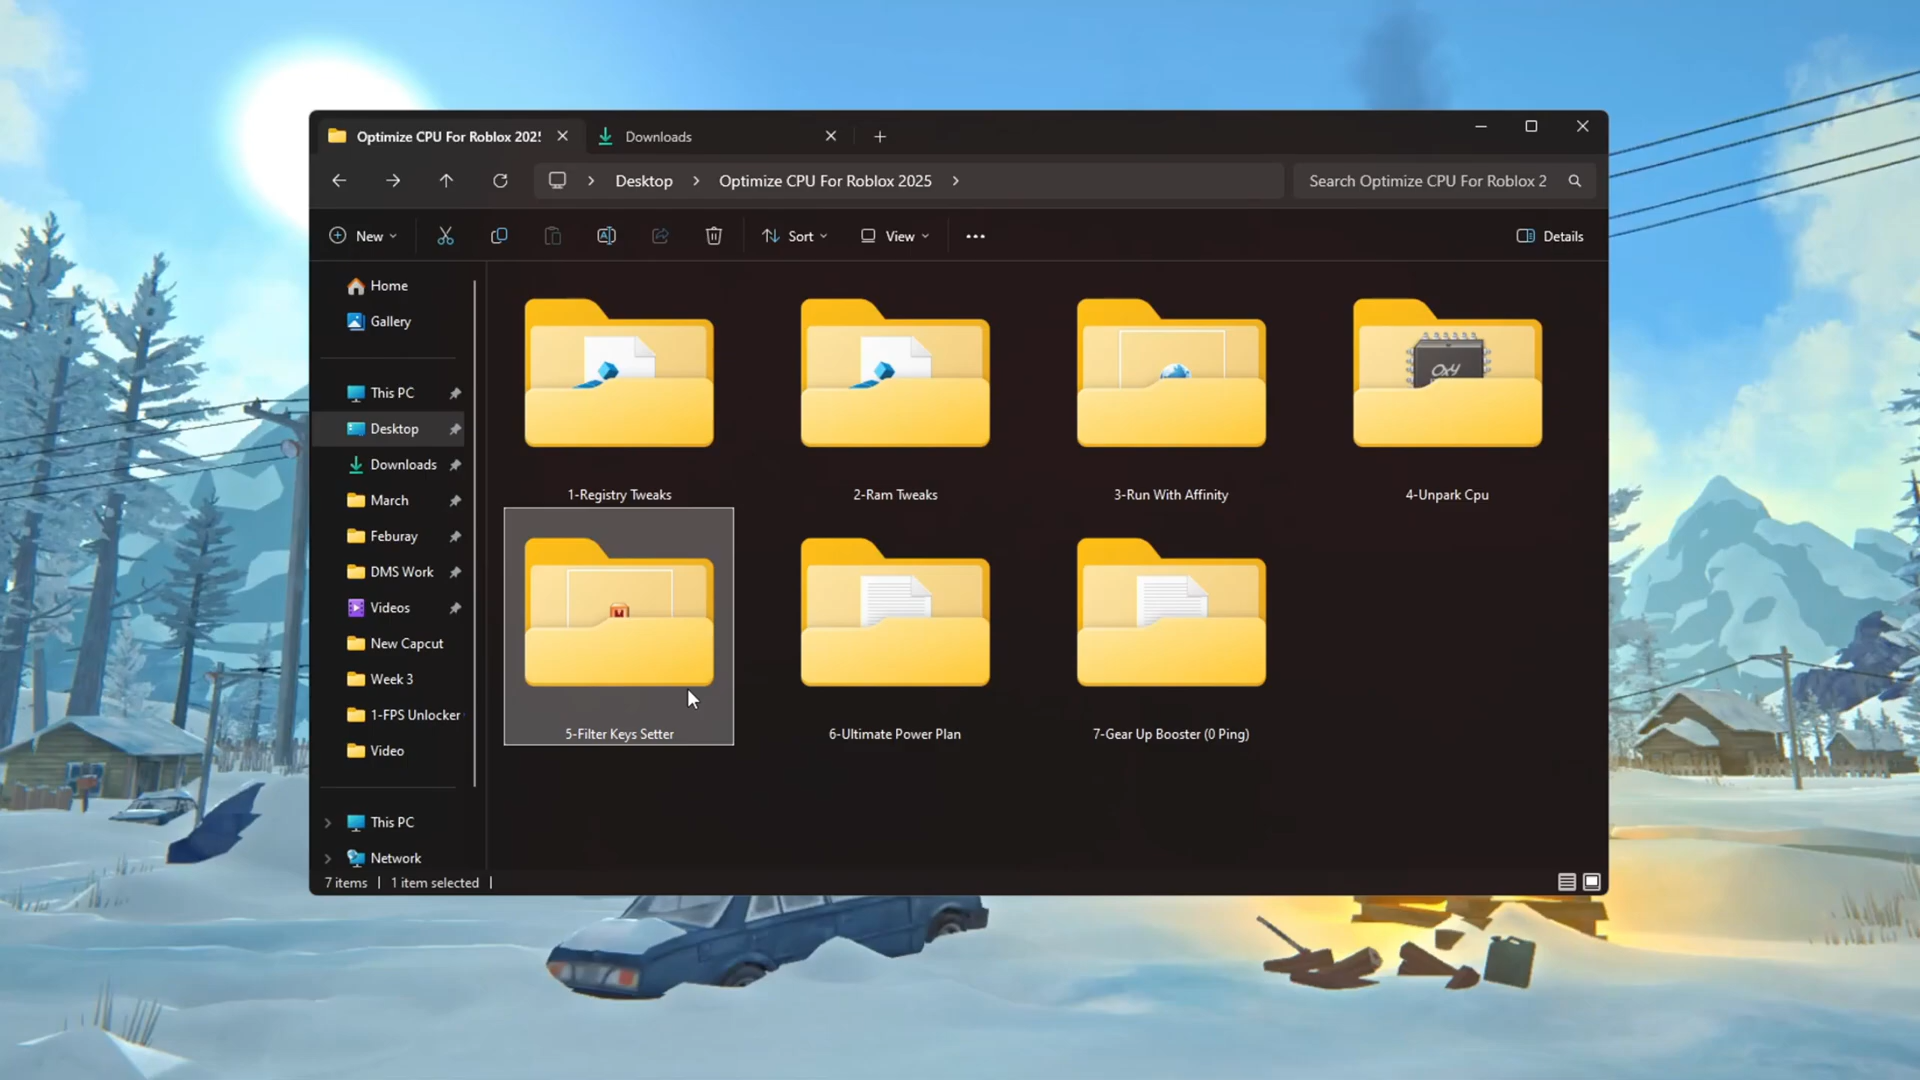 Optimize CPU For Roblox 202!
Downloads
Desktop
Optimize CPU For Roblox 2025
Search Optimize CPU For Roblox 2
New
Sort
View
Details
Home
Gallery
This PC
Desktop
Downloads
March
Feburay
DMS Work
Videos
New Capcut
Week 3
1-FPS Unlocker
Video
This PC
Network
OXY
1-Registry Tweaks
2-Ram Tweaks
3-Run With Affinity
4-Unpark Cpu
5-Filter Keys Setter
6-Ultimate Power Plan
7-Gear Up Booster (0 Ping)
7 items
1 item selected